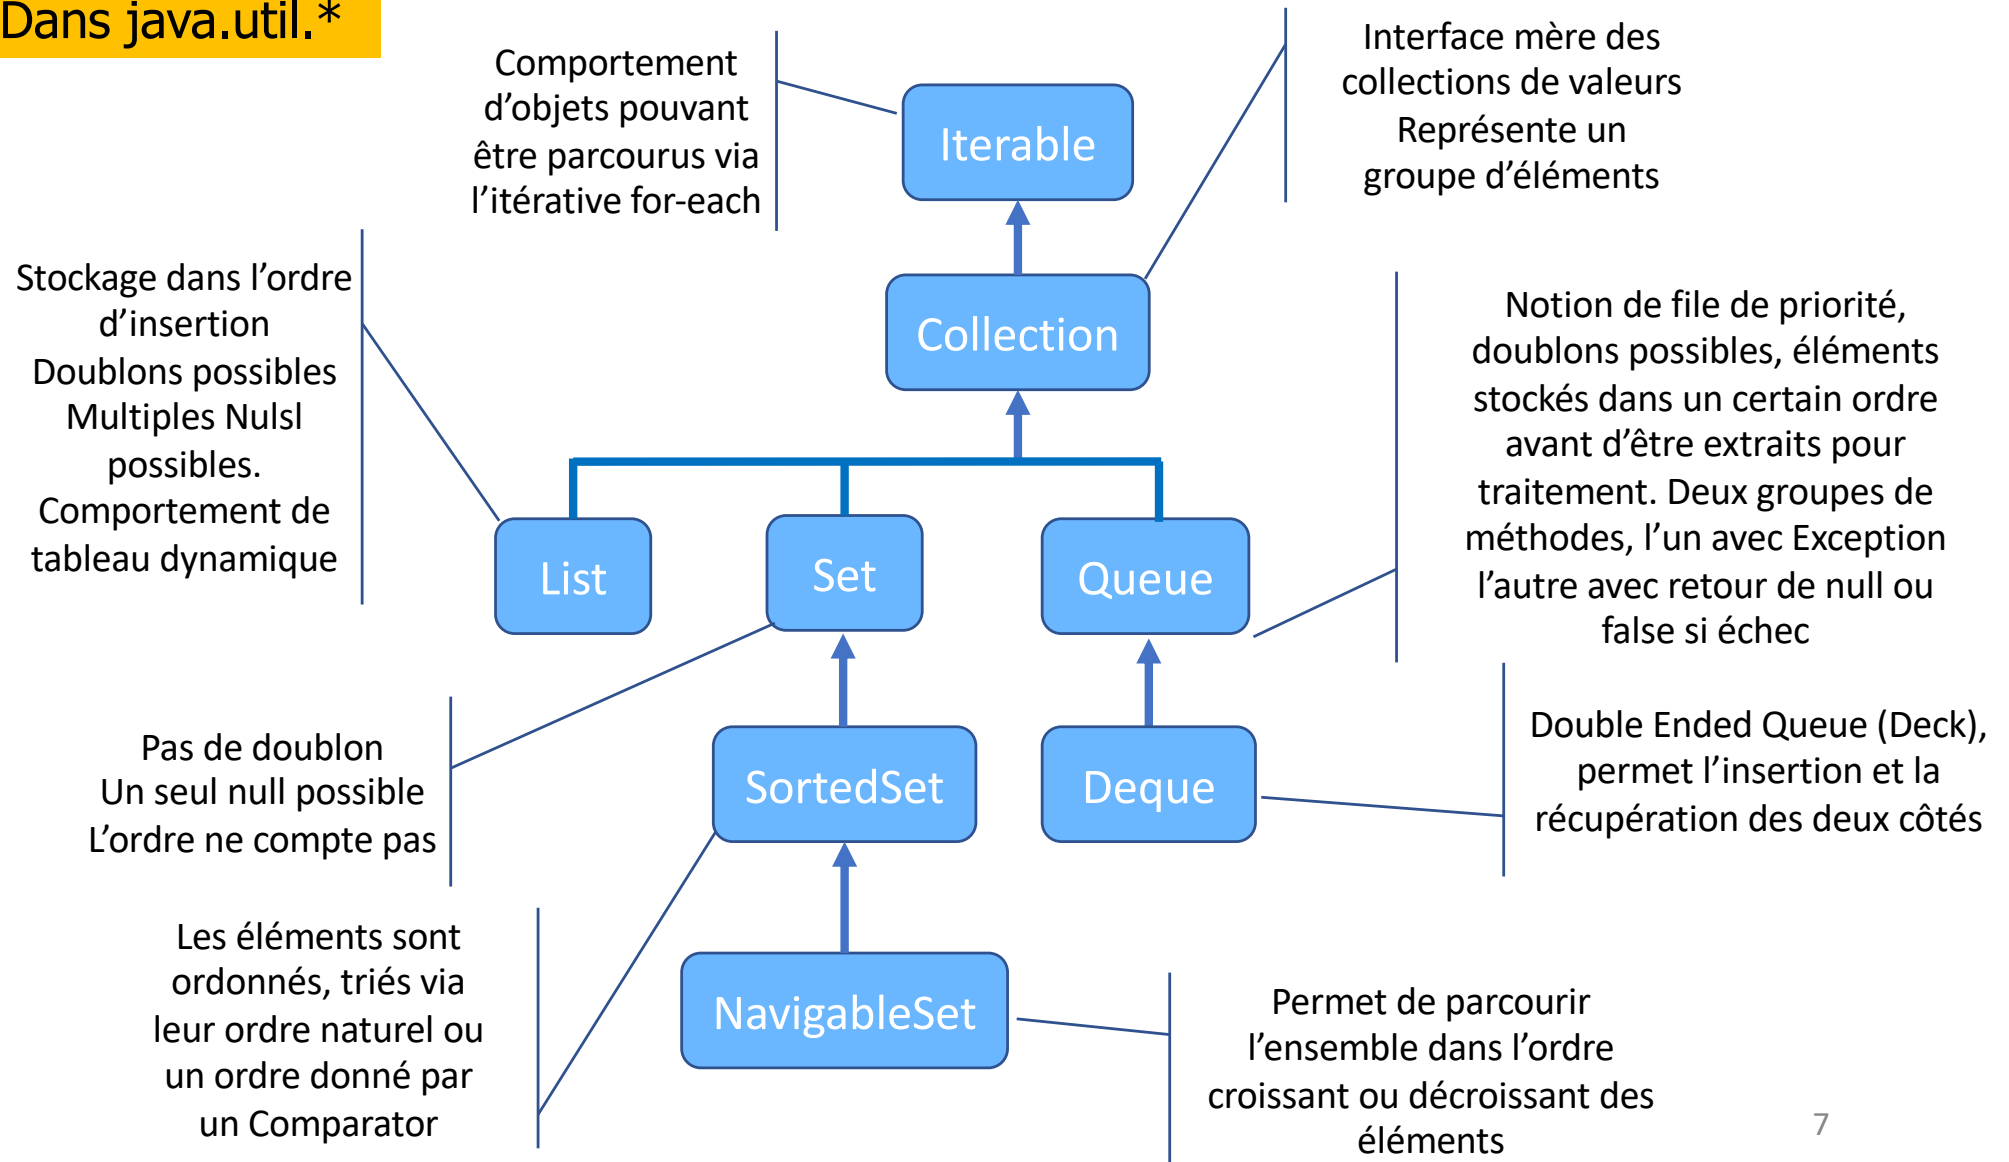 Dans java.util.*
Comportement
d’objets pouvant
être parcourus via
l’itérative for-each
Iterable
Interface mère des
collections de valeurs
Représente un
groupe d’éléments
Stockage dans l’ordre
d’insertion
Doublons possibles
Multiples Nulsl
possibles.
Comportement de
tableau dynamique
Collection
Notion de file de priorité,
doublons possibles, éléments
stockés dans un certain ordre
avant d’être extraits pour
traitement. Deux groupes de
méthodes, l’un avec Exception
l’autre avec retour de null ou
false si échec
List
Set
Queue
Pas de doublon
Un seul null possible
L’ordre ne compte pas
SortedSet
Deque
Double Ended Queue (Deck),
permet l’insertion et la
récupération des deux côtés
Les éléments sont
ordonnés, triés via
leur ordre naturel ou
un ordre donné par
un Comparator
NavigableSet
Permet de parcourir
l’ensemble dans l’ordre
croissant ou décroissant des
éléments
7